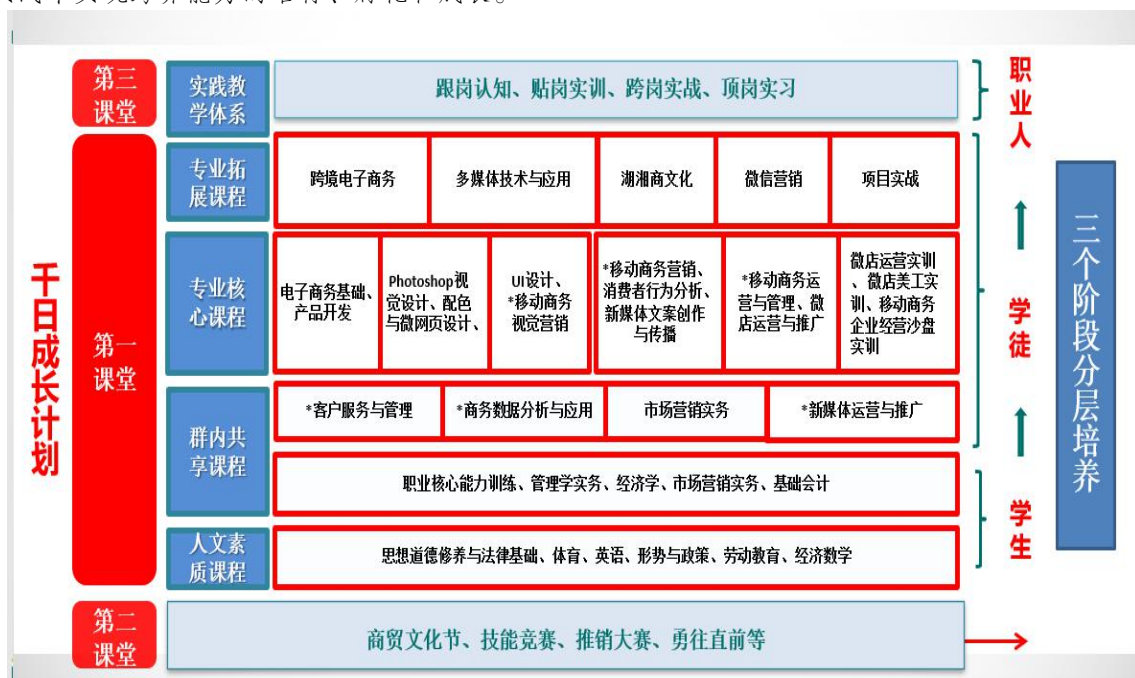 第三
课堂
实践教
学体系
跟岗认知、贴岗实训、跨岗实战、顶岗实习
职业人
专业拓
展课程
跨境电子商务
多媒体技术与应用
湖湘商文化
微信营销
项目实战
千日成长计划
第一
课堂
专业核
心课程
电子商务基础、
产品开发
Photoshop视
觉设计、配色
与微网页设计、
UI设计、
*移动商务
视觉营销
*移动商务营销、
消费者行为分析、
新媒体文案创作
与传播
*移动商务运
营与管理、微
店运营与推广
微店运营实训
、微店美工实
训、移动商务
企业经营沙盘
实训
学徒
三个阶段分层培养
群内共
享课程
*客户服务与管理
*商务数据分析与应用
市场营销实务
*新媒体运营与推广
职业核心能力训练、管理学实务、经济学、市场营销实务、基础会计
学生
人文素
质课程
思想道德修养与法律基础、体育、英语、形势与政策、劳动教育、经济数学
第二
课堂
商贸文化节、技能竞赛、推销大赛、勇往直前等